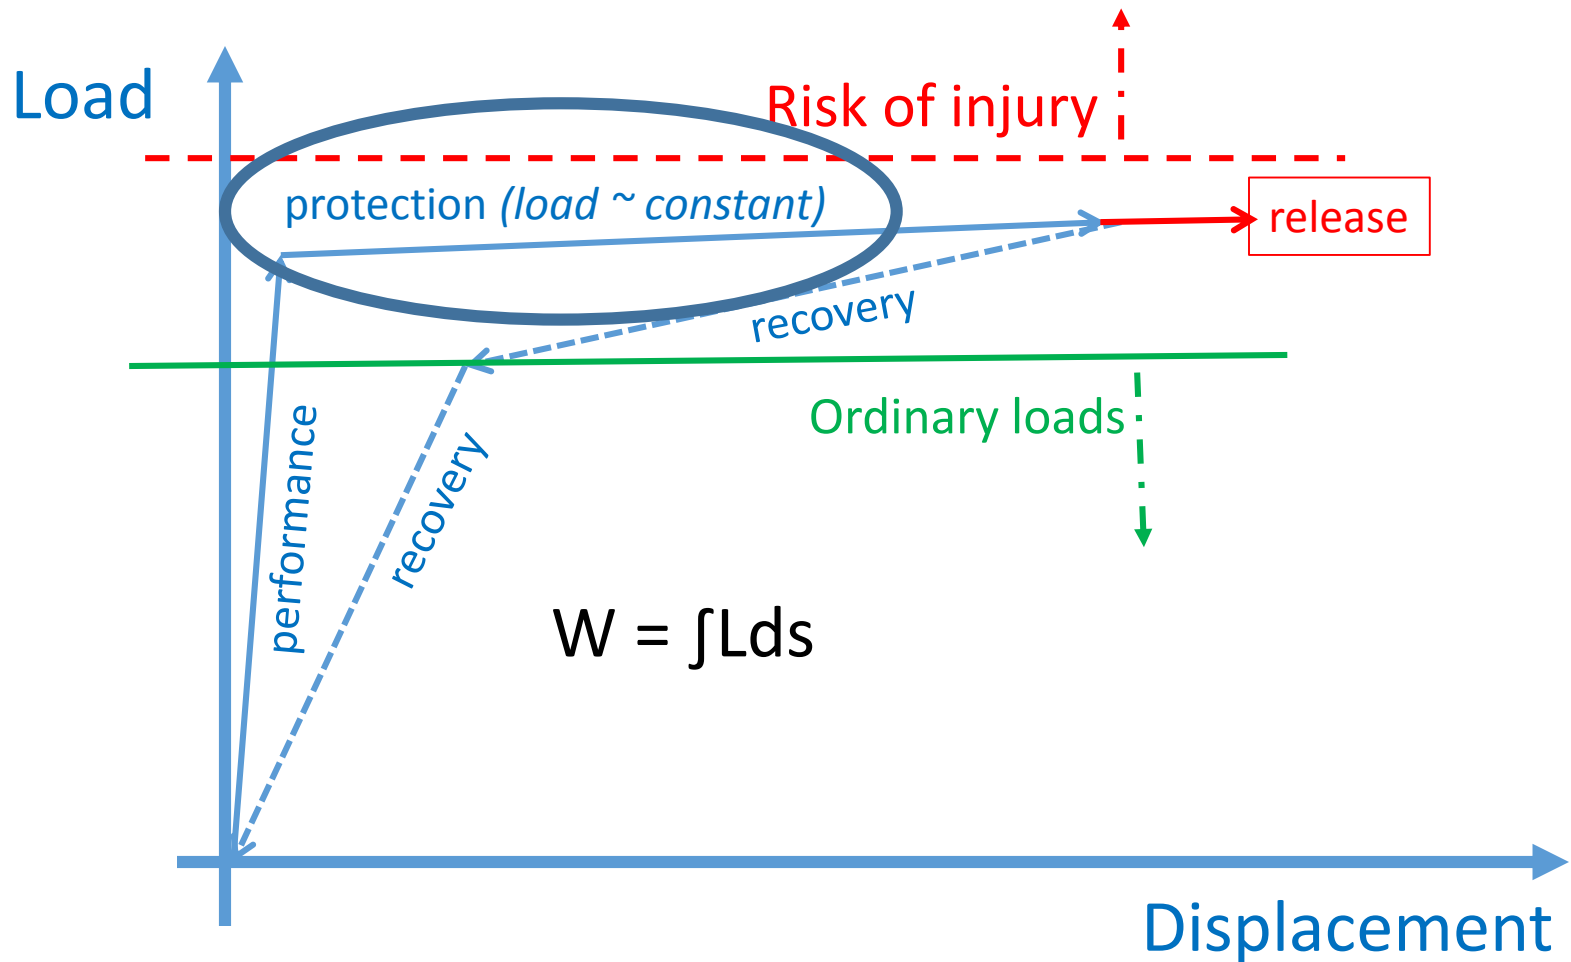 Load
Risk of injury
protection (load ~ constant)
release
recovery
Ordinary loads
performance
recovery
W = ∫Lds
Displacement